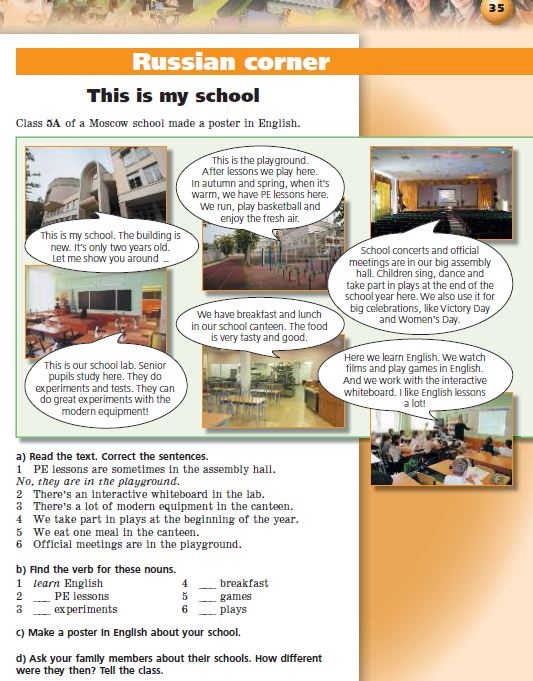 35
Russian corner
This is my school
Class 5A of a Moscow school made a poster in English.
This is my school. The building is
new. It's only two years old.
Let me show you around ...
This is the playground.
After lessons we play here.
In autumn and spring, when it's
warm, we have PE lessons here.
We run, play basketball and
enjoy the fresh air.
School concerts and official
meetings are in our big assembly
hall. Children sing, dance and
take part in plays at the end of the
school year here. We also use it for
big celebrations, like Victory Day
and Women's Day.
This is our school lab. Senior
pupils study here. They do
experiments and tests. They can
do great experiments with the
modern equipment!
We have breakfast and lunch
in our school canteen. The food
is very tasty and good.
Here we learn English. We watch
films and play games in English.
And we work with the interactive
whiteboard. I like English lessons
a lot!
a) Read the text. Correct the sentences.
1 PE lessons are sometimes in the assembly hall.
No, they are in the playground.
2 There's an interactive whiteboard in the lab.
3 There's a lot of modern equipment in the canteen.
4 We take part in plays at the beginning of the year.
5 We eat one meal in the canteen.
6 Official meetings are in the playground.
b) Find the verb for these nouns.
1 learn English
2 ___ PE lessons
3 ___ experiments
4 ___ breakfast
5 ___ games
6 ___ plays
c) Make a poster in English about your school.
d) Ask your family members about their schools. How different
were they then? Tell the class.